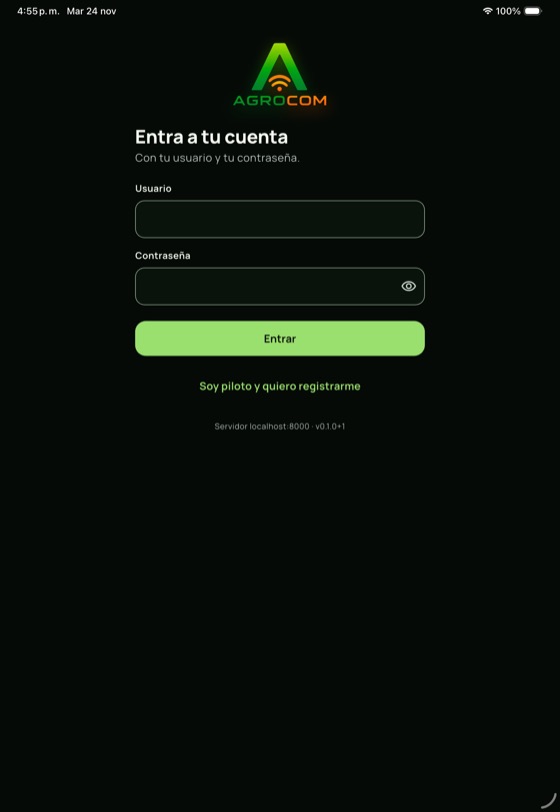 4:55 p. m. Mar 24 nov
100%
AGROCOM
Entra a tu cuenta
Con tu usuario y tu contraseña.
Usuario
Contraseña
Entrar
Soy piloto y quiero registrarme
Servidor localhost:8000 · v0.1.0+1